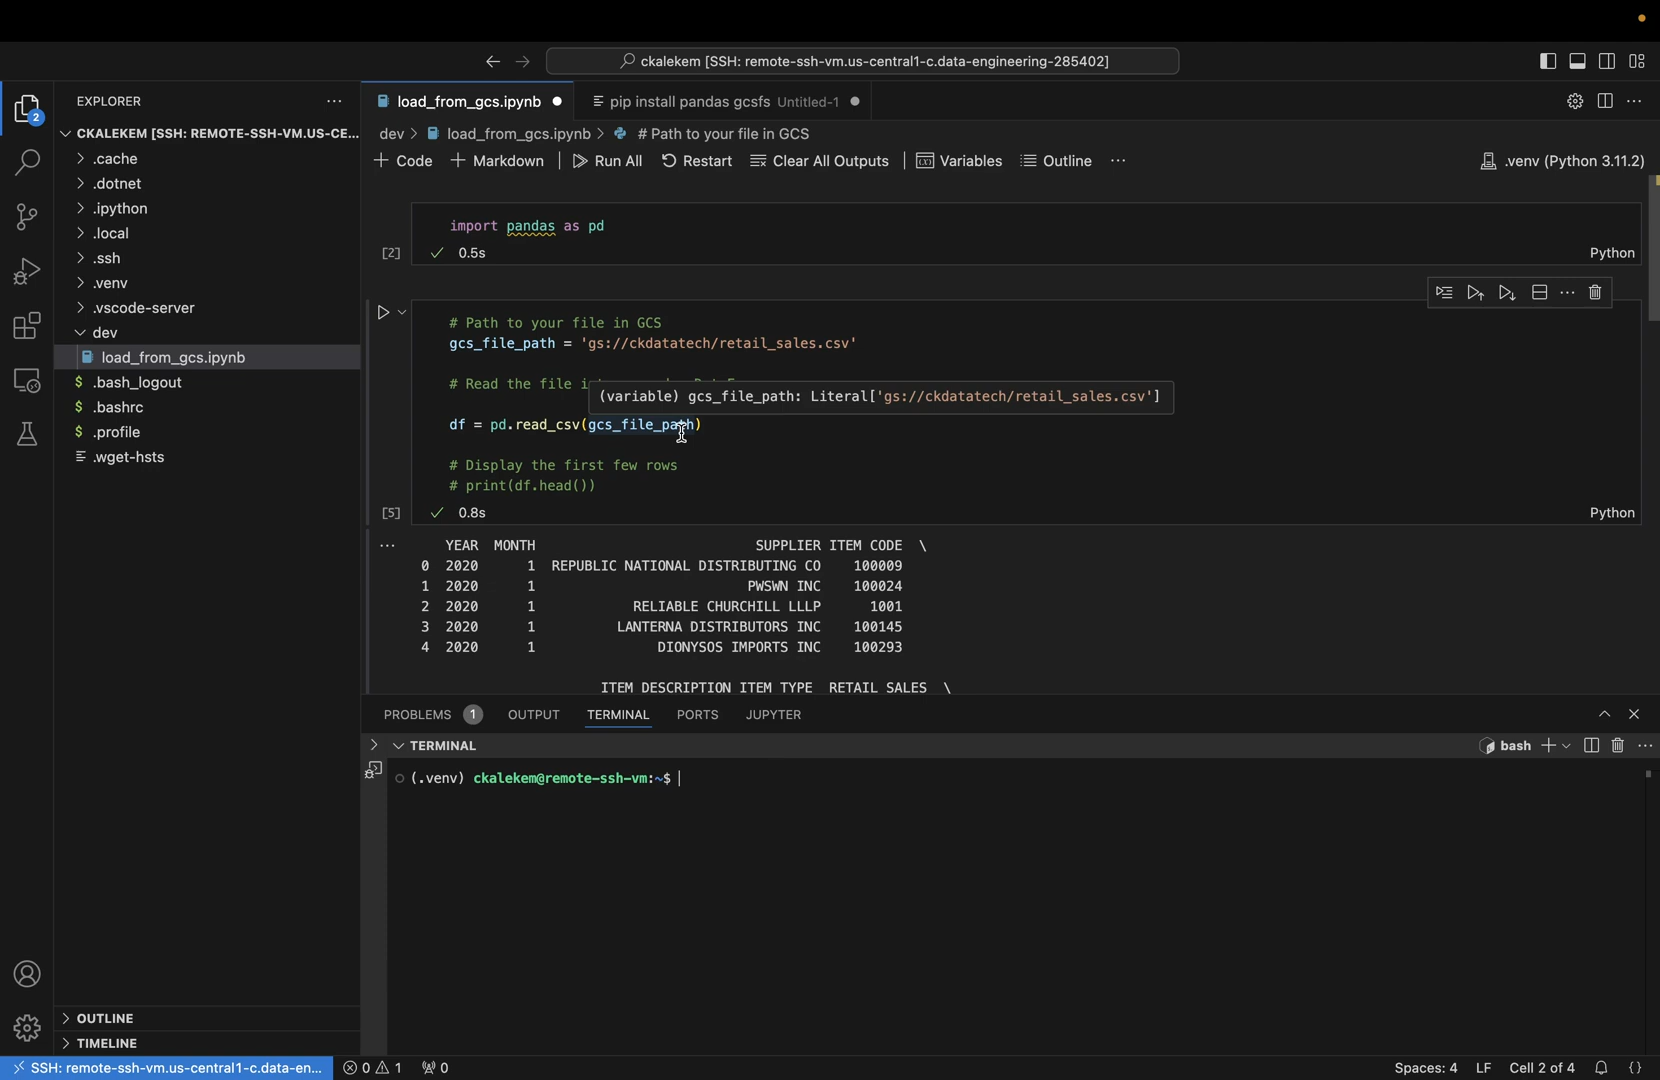 ckalekem [SSH: remote-ssh-vm.us-central1-c.data-engineering-285402]
EXPLORER
2
CKALEKEM [SSH: REMOTE-SSH-VM.US-CE...
.cache
.dotnet
.ipython
.local
.ssh
.venv
.vscode-server
dev
load_from_gcs.ipynb
$ .bash_logout
$ .bashrc
$ .profile
.wget-hsts
OUTLINE
TIMELINE
load_from_gcs.ipynb
pip install pandas gcsfs Untitled-1
dev > load_from_gcs.ipynb > # Path to your file in GCS
+ Code + Markdown Run All Restart Clear All Outputs Variables Outline ...
.venv (Python 3.11.2)
import pandas as pd
[2] 0.5s Python
# Path to your file in GCS
gcs_file_path = 'gs://ckdatatech/retail_sales.csv'
# Read the file i
(variable) gcs_file_path: Literal['gs://ckdatatech/retail_sales.csv']
df = pd.read_csv(gcs_file_path)
# Display the first few rows
# print(df.head())
[5] 0.8s Python
... YEAR MONTH SUPPLIER ITEM CODE \
0 2020 1 REPUBLIC NATIONAL DISTRIBUTING CO 100009
1 2020 1 PWSWN INC 100024
2 2020 1 RELIABLE CHURCHILL LLLP 1001
3 2020 1 LANTERNA DISTRIBUTORS INC 100145
4 2020 1 DIONYSOS IMPORTS INC 100293
ITEM DESCRIPTION ITEM TYPE RETAIL SALES \
PROBLEMS 1 OUTPUT TERMINAL PORTS JUPYTER
TERMINAL
bash
(.venv) ckalekem@remote-ssh-vm:~$
SSH: remote-ssh-vm.us-central1-c.data-en... 0 1 0
Spaces: 4 LF Cell 2 of 4 {}